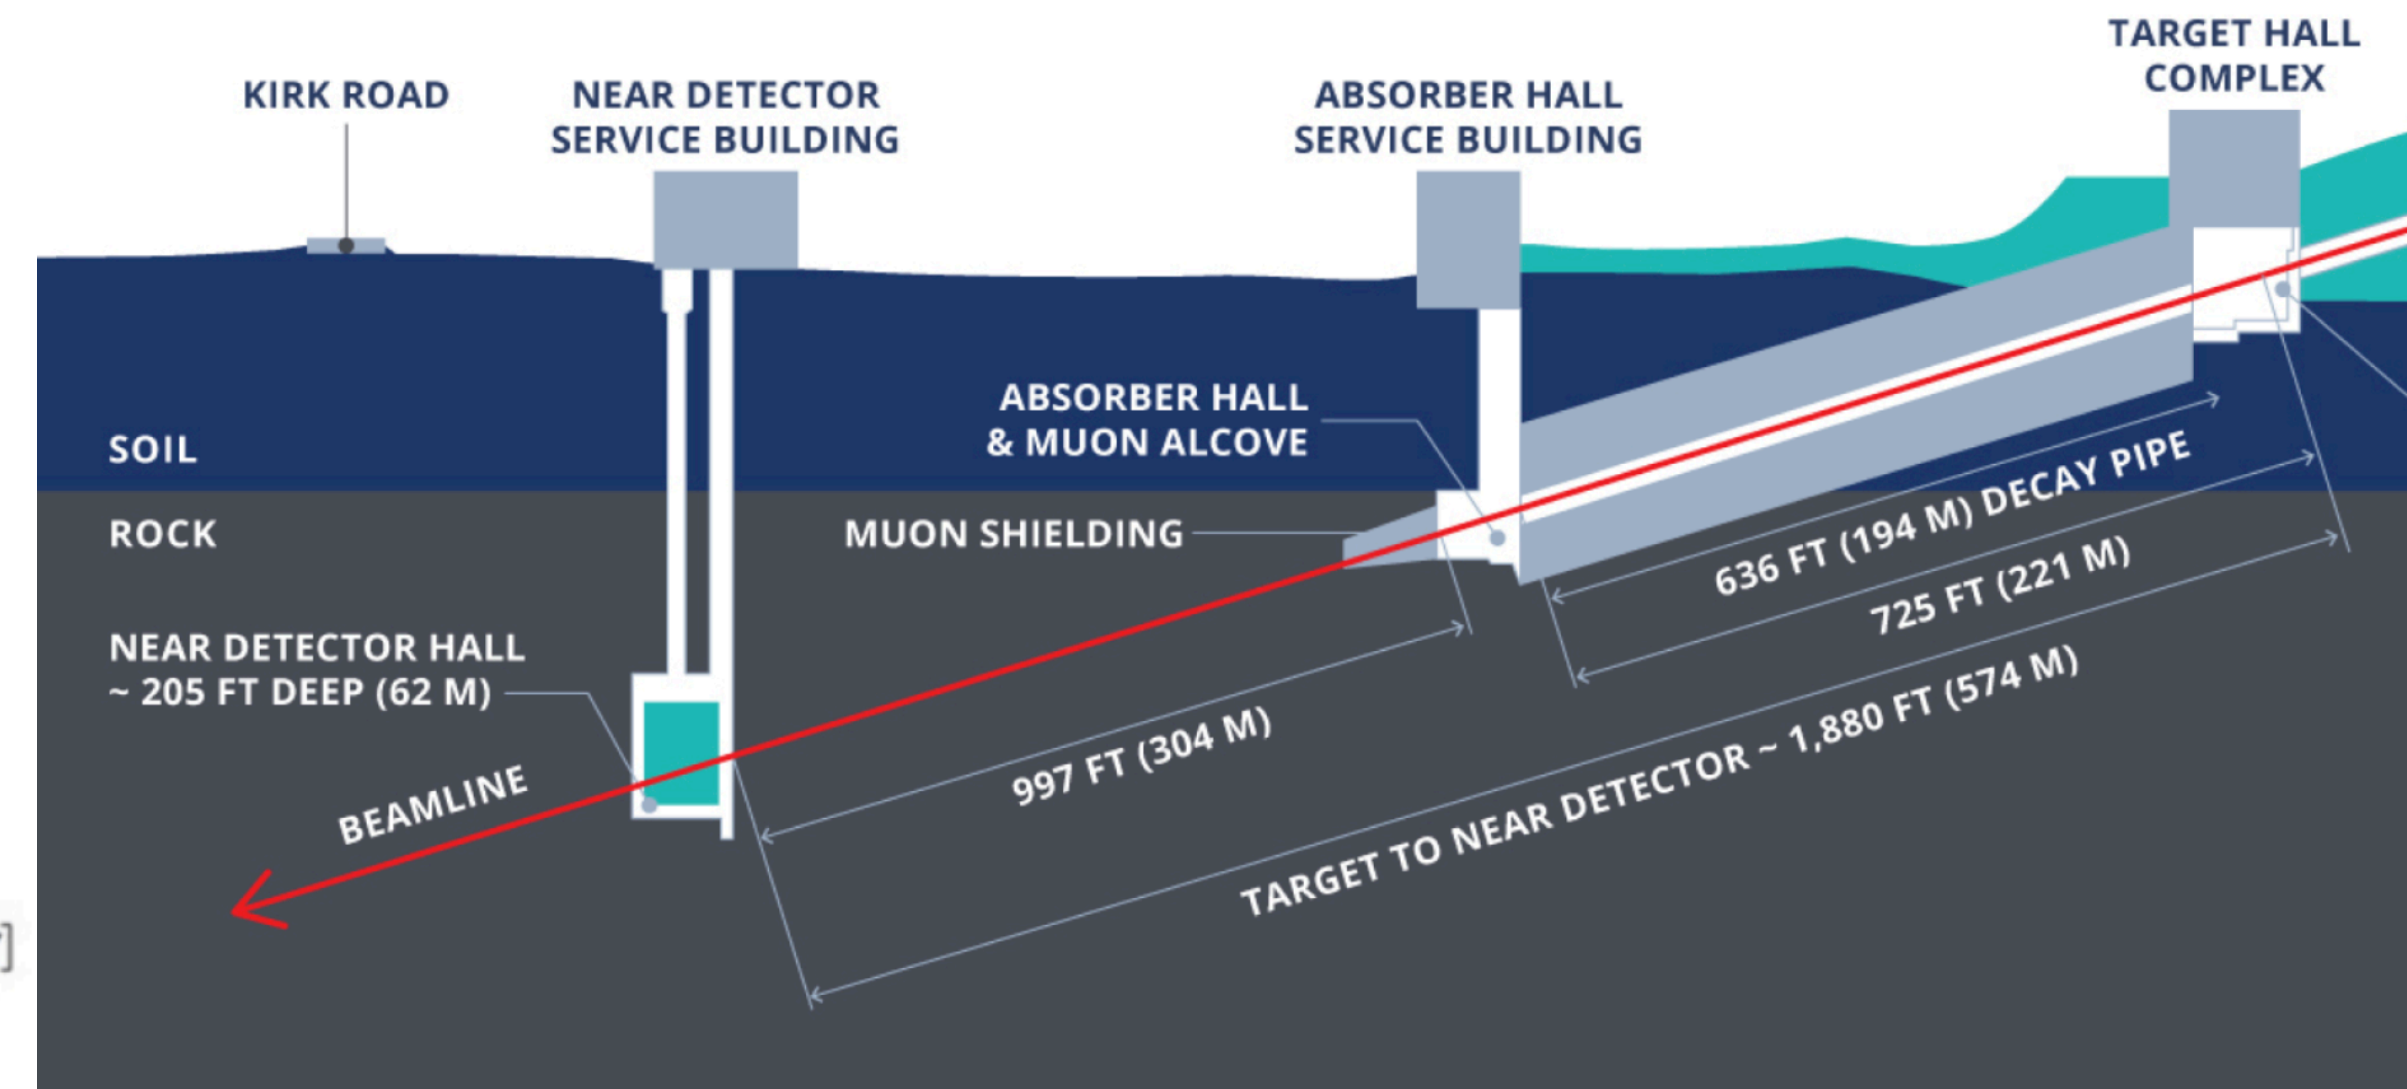 TARGET HALL
COMPLEX
KIRK ROAD
NEAR DETECTOR
SERVICE BUILDING
ABSORBER HALL
SERVICE BUILDING
ABSORBER HALL
& MUON ALCOVE
SOIL
ROCK
MUON SHIELDING
636 FT (194 M) DECAY PIPE
725 FT (221 M)
NEAR DETECTOR HALL
~ 205 FT DEEP (62 M)
997 FT (304 M)
TARGET TO NEAR DETECTOR ~ 1,880 FT (574 M)
BEAMLINE
]